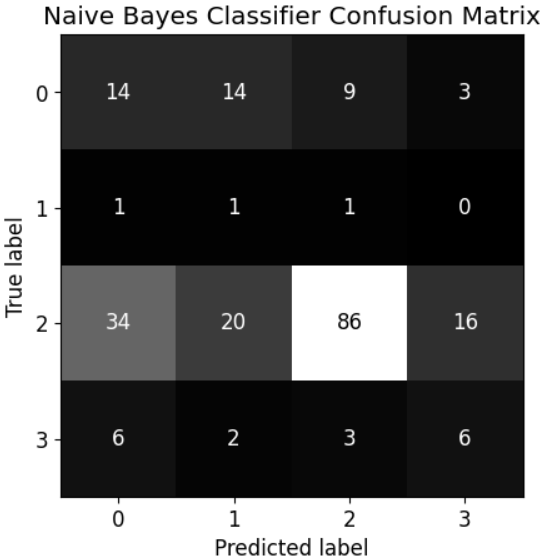 Naive Bayes Classifier Confusion Matrix
True label
0 14 14 9 3
1 1 1 1 0
2 34 20 86 16
3 6 2 3 6
0 1 2 3
Predicted label